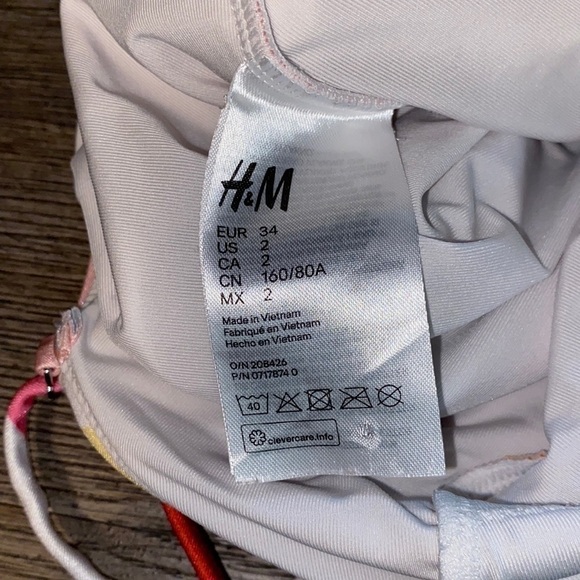 H&M
EUR 34
US 2
CA 2
CN 160/80A
MX 2
Made in Vietnam
Fabriqué en Vietnam
Hecho en Vietnam
O/N 208426
P/N 0717874 0
40
clevercare.info